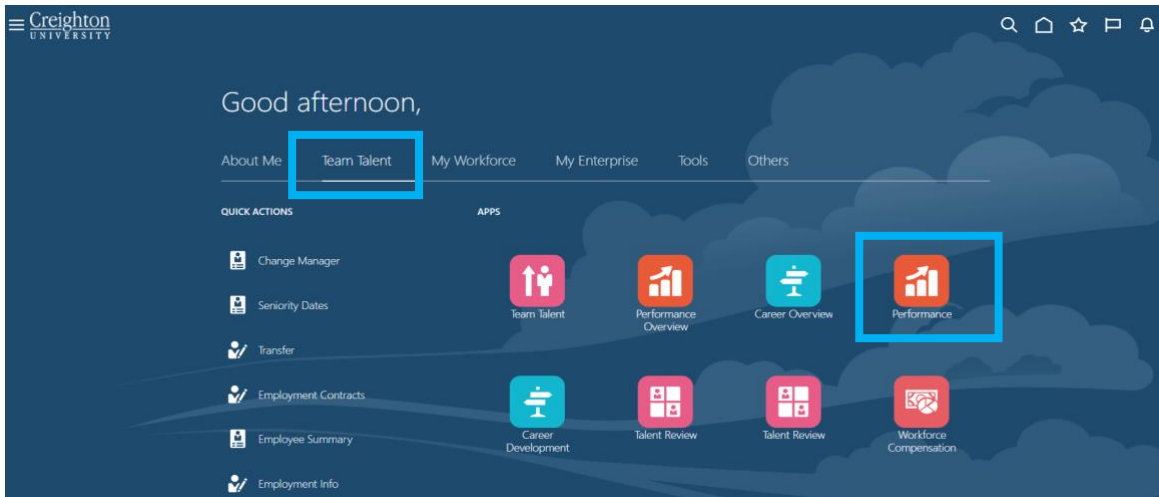 Creighton
UNIVERSITY
Good afternoon,
About Me Team Talent My Workforce My Enterprise Tools Others
QUICK ACTIONS
Change Manager
Seniority Dates
Transfer
Employment Contracts
Employee Summary
Employment Info
APPS
Team Talent
Performance
Overview
Career Overview
Performance
Career
Development
Talent Review
Talent Review
Workforce
Compensation